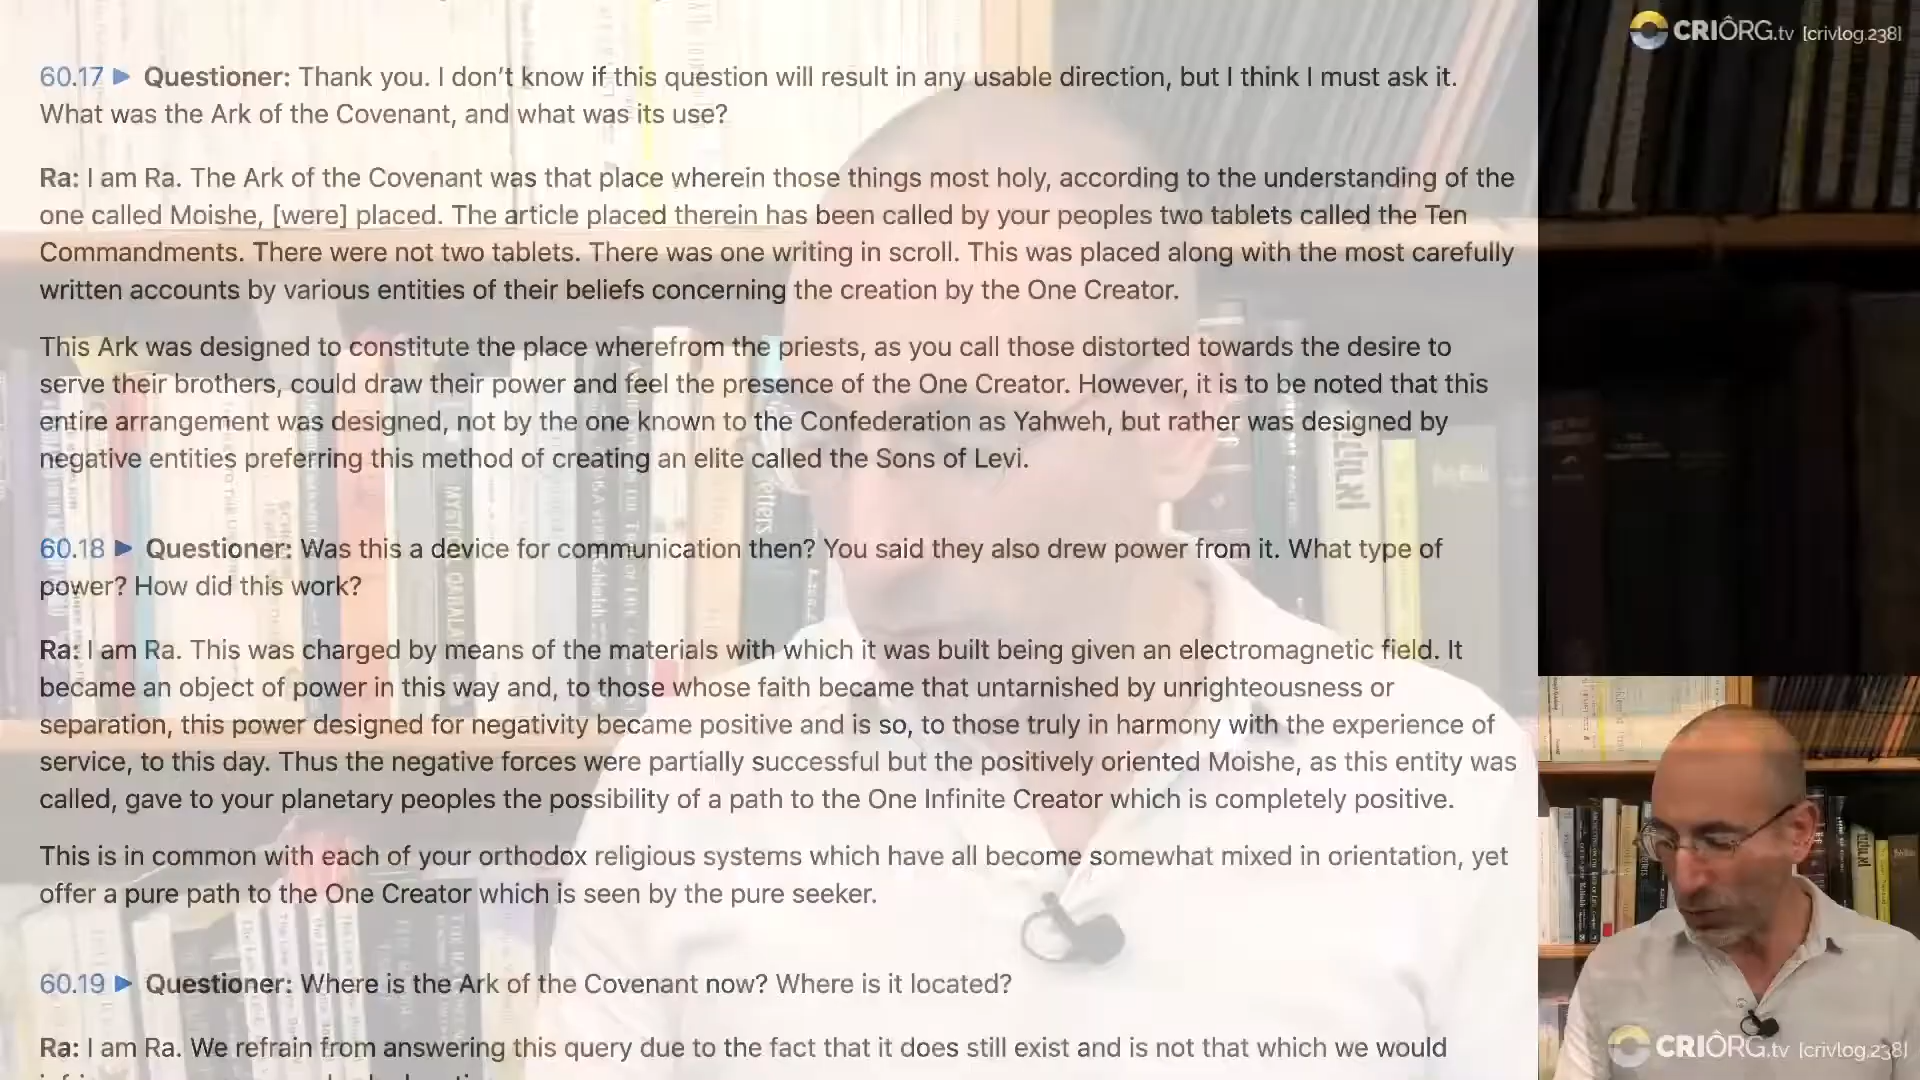 CRIÔRG.tv [crivlog.238]
60.17 ► Questioner: Thank you. I don't know if this question will result in any usable direction, but I think I must ask it.
What was the Ark of the Covenant, and what was its use?
Ra: I am Ra. The Ark of the Covenant was that place wherein those things most holy, according to the understanding of the
one called Moishe, [were] placed. The article placed therein has been called by your peoples two tablets called the Ten
Commandments. There were not two tablets. There was one writing in scroll. This was placed along with the most carefully
written accounts by various entities of their beliefs concerning the creation by the One Creator.
This Ark was designed to constitute the place wherefrom the priests, as you call those distorted towards the desire to
serve their brothers, could draw their power and feel the presence of the One Creator. However, it is to be noted that this
entire arrangement was designed, not by the one known to the Confederation as Yahweh, but rather was designed by
negative entities preferring this method of creating an elite called the Sons of Levi.
60.18 ► Questioner: Was this a device for communication then? You said they also drew power from it. What type of
power? How did this work?
Ra: I am Ra. This was charged by means of the materials with which it was built being given an electromagnetic field. It
became an object of power in this way and, to those whose faith became that untarnished by unrighteousness or
separation, this power designed for negativity became positive and is so, to those truly in harmony with the experience of
service, to this day. Thus the negative forces were partially successful but the positively oriented Moishe, as this entity was
called, gave to your planetary peoples the possibility of a path to the One Infinite Creator which is completely positive.
This is in common with each of your orthodox religious systems which have all become somewhat mixed in orientation, yet
offer a pure path to the One Creator which is seen by the pure seeker.
60.19 ► Questioner: Where is the Ark of the Covenant now? Where is it located?
Ra: I am Ra. We refrain from answering this query due to the fact that it does still exist and is not that which we would
CRIÔRG.tv [crivlog.238]